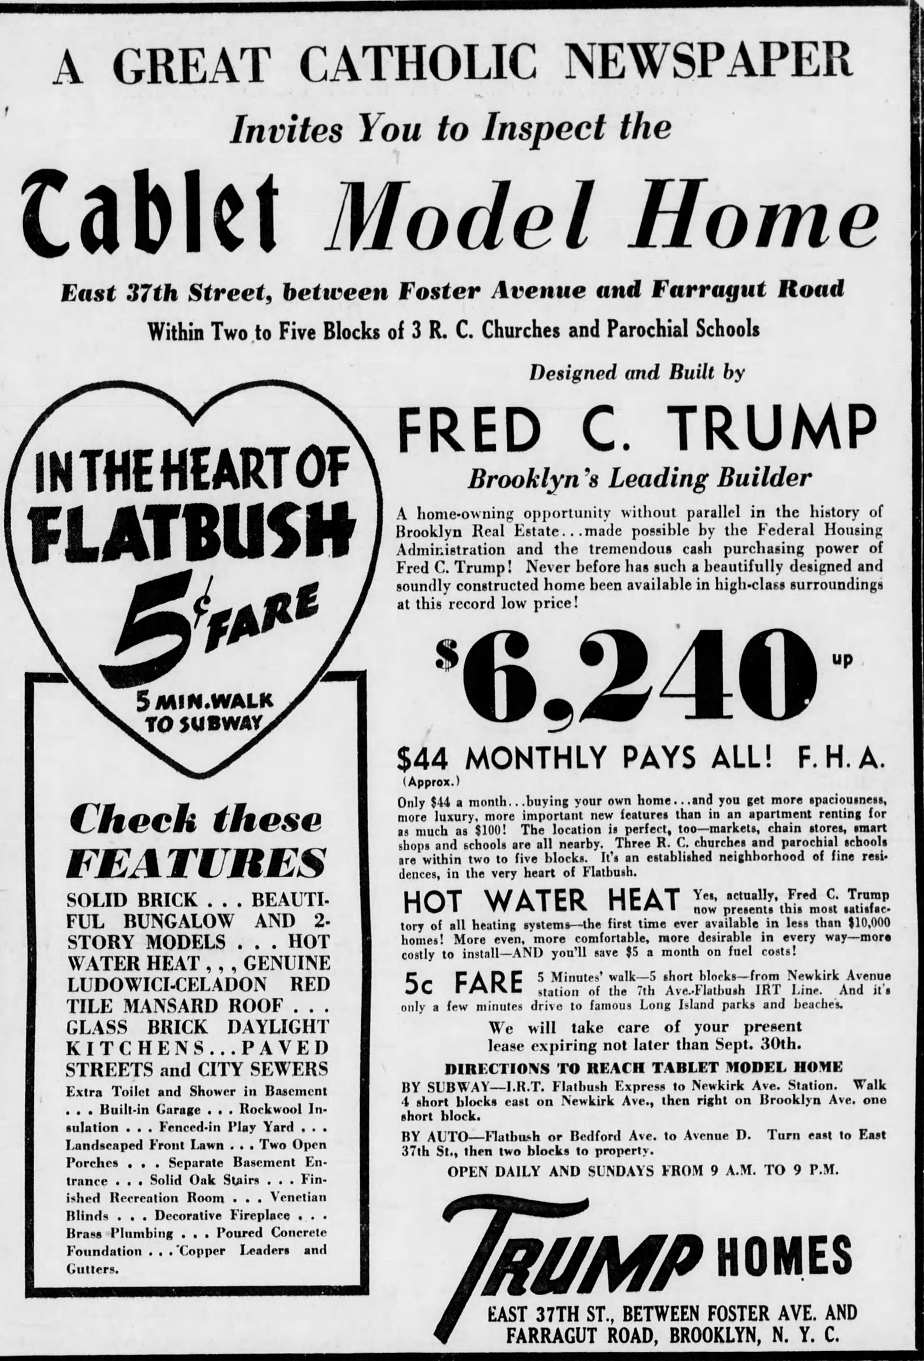 A GREAT CATHOLIC NEWSPAPER
Invites You to Inspect the
Tablet Model Home
East 37th Street, between Foster Avenue and Farragut Road
Within Two to Five Blocks of 3 R. C. Churches and Parochial Schools
Designed and Built by
FRED C. TRUMP
Brooklyn's Leading Builder
A home-owning opportunity without parallel in the history of
Brooklyn Real Estate...made possible by the Federal Housing
Administration and the tremendous cash purchasing power of
Fred C. Trump! Never before has such a beautifully designed and
soundly constructed home been available in high-class surroundings
at this record low price!
$6,240 up
$44 MONTHLY PAYS ALL! F. H. A.
(Approx.)
Only $44 a month...buying your own home...and you get more spaciousness,
more luxury, more important new features than in an apartment renting for
as much as $100! The location is perfect, too—markets, chain stores, smart
shops and schools are all nearby. Three R. C. churches and parochial schools
are within two to five blocks. It's an established neighborhood of fine resi-
dences, in the very heart of Flatbush.
HOT WATER HEAT Yes, actually, Fred C. Trump
now presents this most satisfac-
tory of all heating systems—the first time ever available in less than $10,000
homes! More even, more comfortable, more desirable in every way—more
costly to install—AND you'll save $5 a month on fuel costs!
5c FARE 5 Minutes' walk—5 short blocks—from Newkirk Avenue
station of the 7th Ave.-Flatbush IRT Line. And it's
only a few minutes drive to famous Long Island parks and beaches.
We will take care of your present
lease expiring not later than Sept. 30th.
DIRECTIONS TO REACH TABLET MODEL HOME
BY SUBWAY—I.R.T. Flatbush Express to Newkirk Ave. Station. Walk
4 short blocks east on Newkirk Ave., then right on Brooklyn Ave. one
short block.
BY AUTO—Flatbush or Bedford Ave. to Avenue D. Turn east to East
37th St., then two blocks to property.
OPEN DAILY AND SUNDAYS FROM 9 A.M. TO 9 P.M.
TRUMP HOMES
EAST 37TH ST., BETWEEN FOSTER AVE. AND
FARRAGUT ROAD, BROOKLYN, N. Y. C.
IN THE HEART OF
FLATBUSH
5¢ FARE
5 MIN. WALK
TO SUBWAY
Check these
FEATURES
SOLID BRICK . . . BEAUTI-
FUL BUNGALOW AND 2-
STORY MODELS . . . HOT
WATER HEAT , , , GENUINE
LUDOWICI-CELADON RED
TILE MANSARD ROOF . . .
GLASS BRICK DAYLIGHT
KITCHENS...PAVED
STREETS and CITY SEWERS
Extra Toilet and Shower in Basement
. . . Built-in Garage . . . Rockwool In-
sulation . . . Fenced-in Play Yard . . .
Landscaped Front Lawn . . . Two Open
Porches . . . Separate Basement En-
trance . . . Solid Oak Stairs . . . Fin-
ished Recreation Room . . . Venetian
Blinds . . . Decorative Fireplace . . .
Brass Plumbing . . . Poured Concrete
Foundation . . . Copper Leaders and
Gutters.